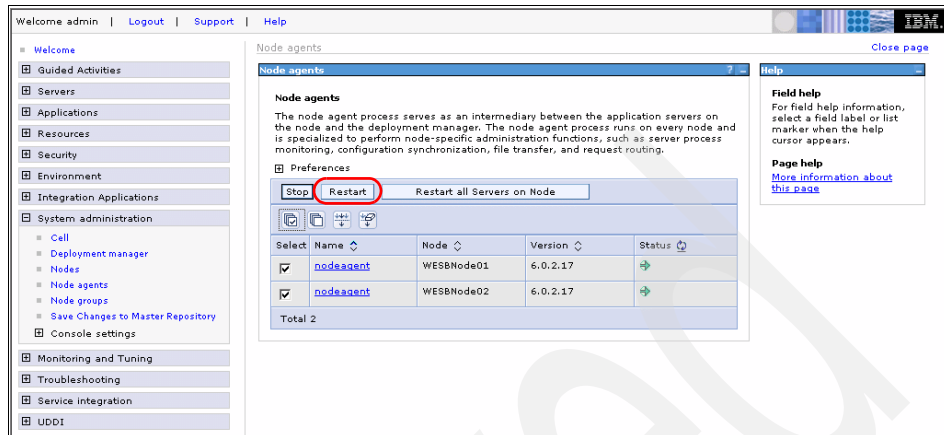 Welcome admin | Logout | Support | Help
IBM.
Welcome
Guided Activities
Servers
Applications
Resources
Security
Environment
Integration Applications
System administration
Cell
Deployment manager
Nodes
Node agents
Node groups
Save Changes to Master Repository
Console settings
Monitoring and Tuning
Troubleshooting
Service integration
UDDI
Node agents
Close page
Node agents ? -
Node agents
The node agent process serves as an intermediary between the application servers on
the node and the deployment manager. The node agent process runs on every node and
is specialized to perform node-specific administration functions, such as server process
monitoring, configuration synchronization, file transfer, and request routing.
Preferences
Stop Restart Restart all Servers on Node
Select Name Node Version Status
nodeagent WESBNode01 6.0.2.17
nodeagent WESBNode02 6.0.2.17
Total 2
Help -
Field help
For field help information,
select a field label or list
marker when the help
cursor appears.
Page help
More information about
this page